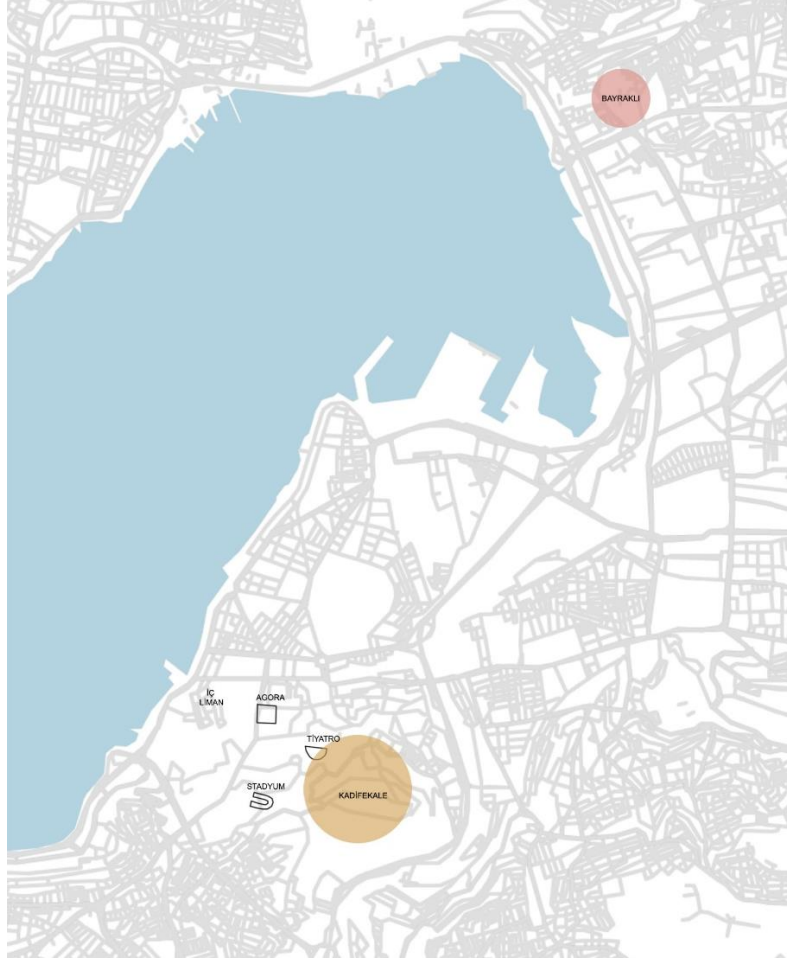 BAYRAKLI
İÇ
LİMAN
AGORA
TİYATRO
STADYUM
KADİFEKALE